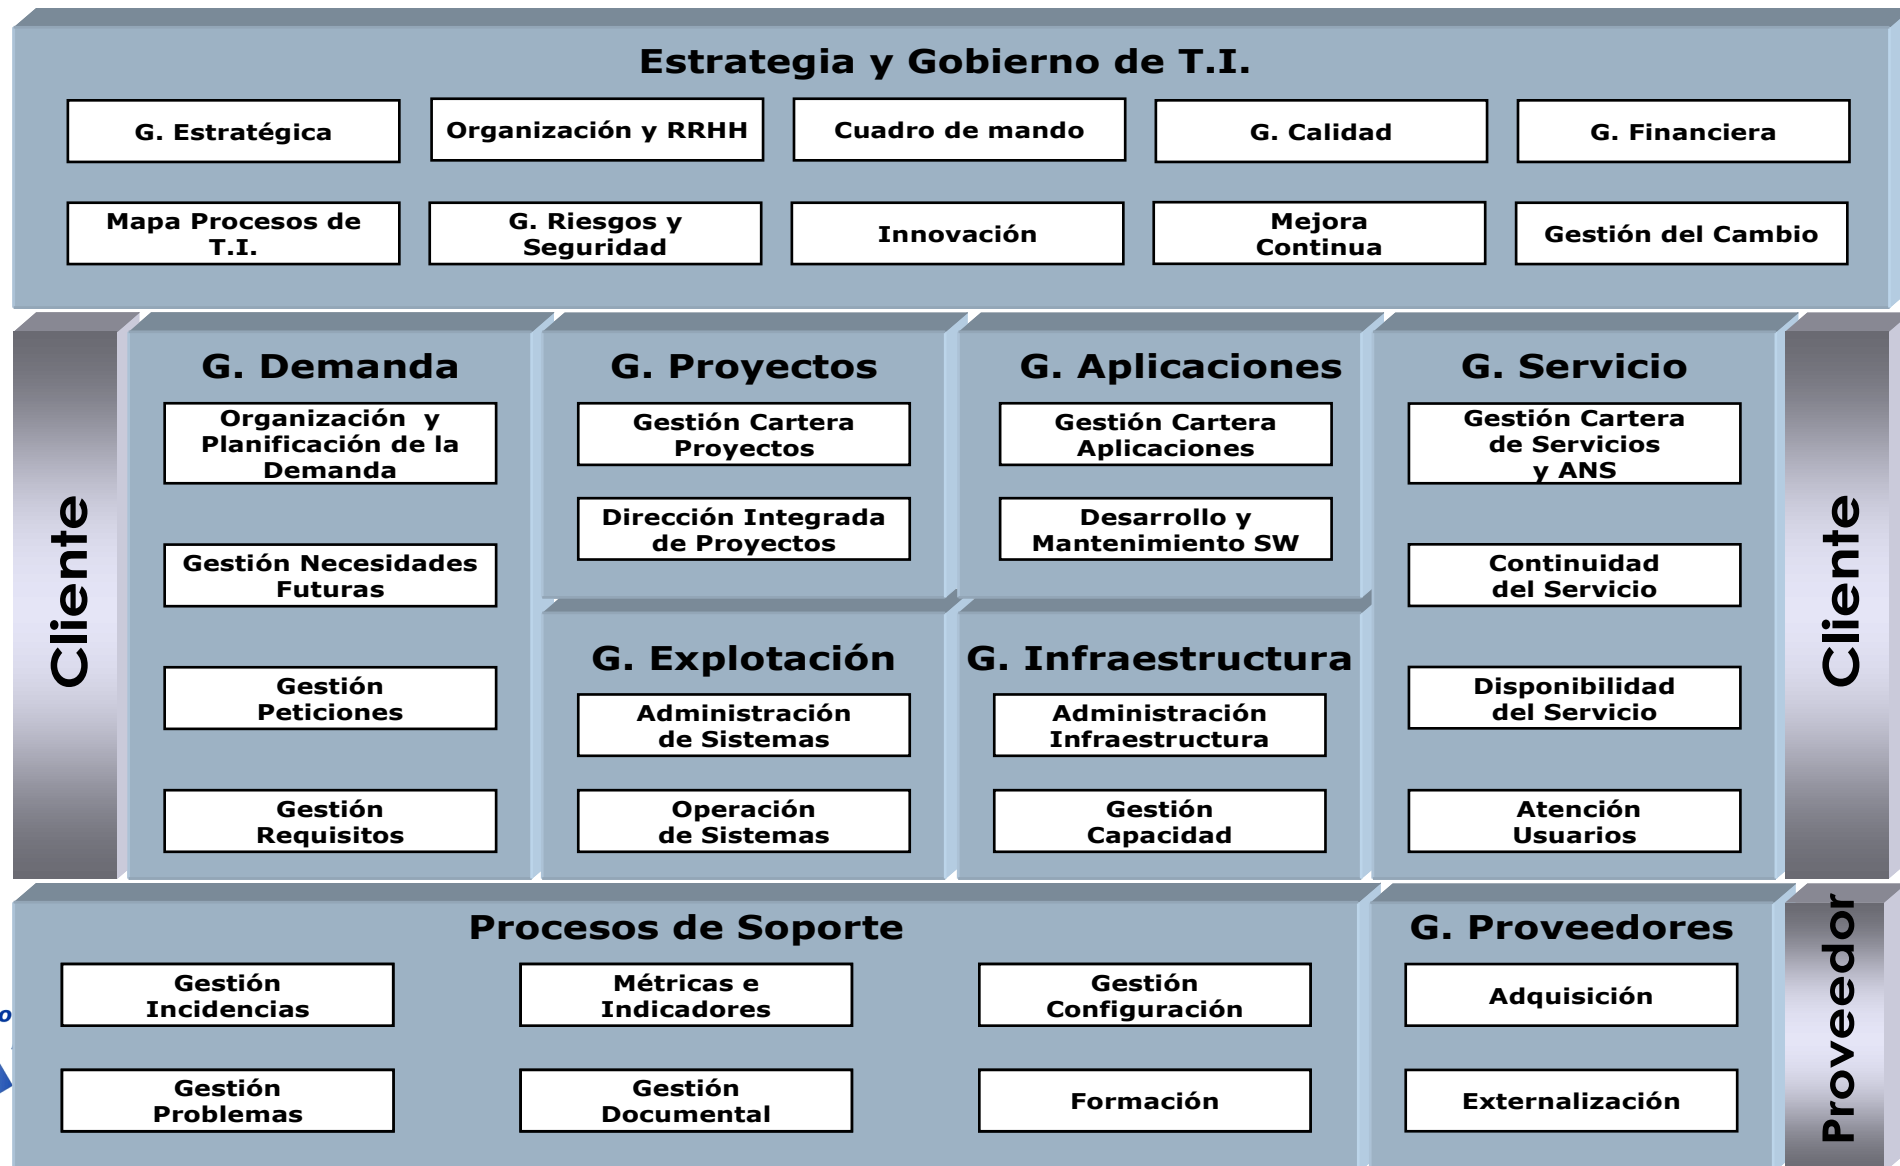 Estrategia y Gobierno de T.I.
G. Estratégica
Organización y RRHH
Cuadro de mando
G. Calidad
G. Financiera
Mapa Procesos de
T.I.
G. Riesgos y
Seguridad
Innovación
Mejora
Continua
Gestión del Cambio
Cliente
G. Demanda
Organización y
Planificación de la
Demanda
Gestión Necesidades
Futuras
Gestión
Peticiones
Gestión
Requisitos
G. Proyectos
Gestión Cartera
Proyectos
Dirección Integrada
de Proyectos
G. Aplicaciones
Gestión Cartera
Aplicaciones
Desarrollo y
Mantenimiento SW
G. Explotación
Administración
de Sistemas
Operación
de Sistemas
G. Infraestructura
Administración
Infraestructura
Gestión
Capacidad
G. Servicio
Gestión Cartera
de Servicios
y ANS
Continuidad
del Servicio
Disponibilidad
del Servicio
Atención
Usuarios
Cliente
Procesos de Soporte
Gestión
Incidencias
Métricas e
Indicadores
Gestión
Configuración
Gestión
Problemas
Gestión
Documental
Formación
G. Proveedores
Adquisición
Externalización
Proveedor